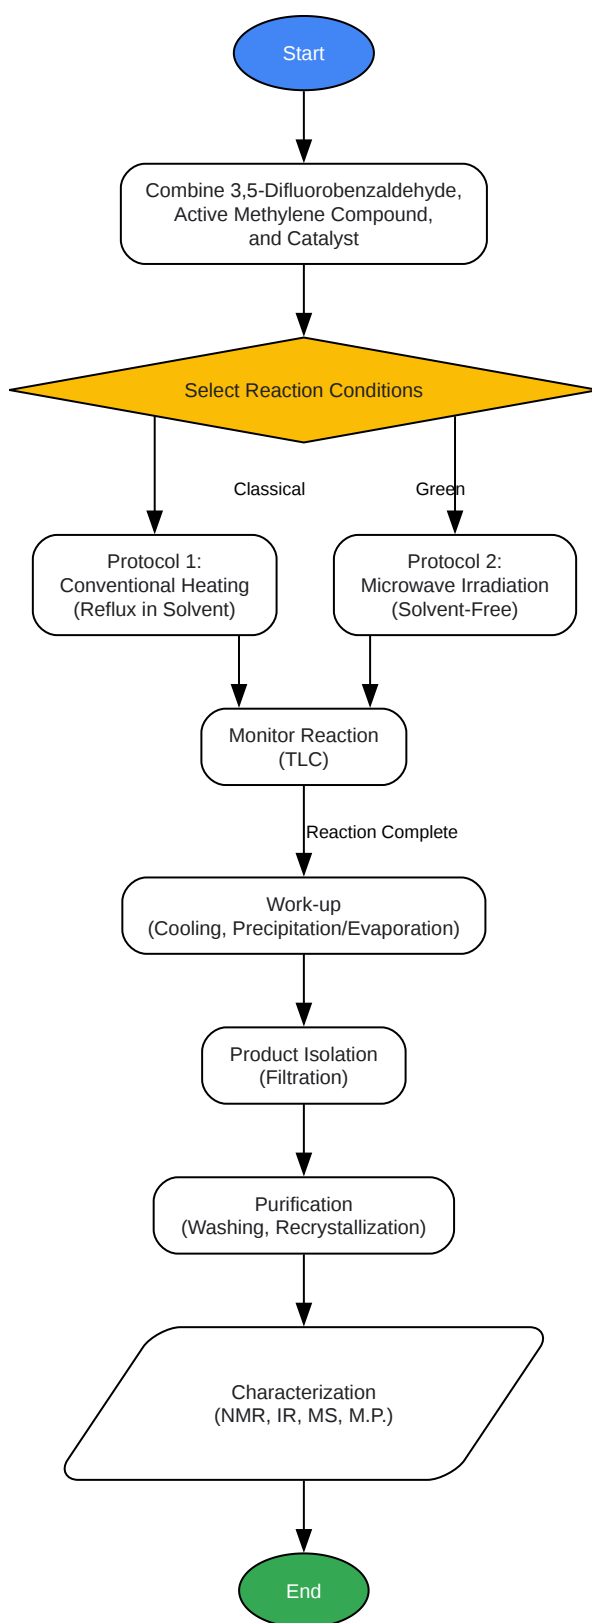 Start
Combine 3,5-Difluorobenzaldehyde,
Active Methylene Compound,
and Catalyst
Select Reaction Conditions
Classical
Green
Protocol 1:
Conventional Heating
(Reflux in Solvent)
Protocol 2:
Microwave Irradiation
(Solvent-Free)
Monitor Reaction
(TLC)
Reaction Complete
Work-up
(Cooling, Precipitation/Evaporation)
Product Isolation
(Filtration)
Purification
(Washing, Recrystallization)
Characterization
(NMR, IR, MS, M.P.)
End